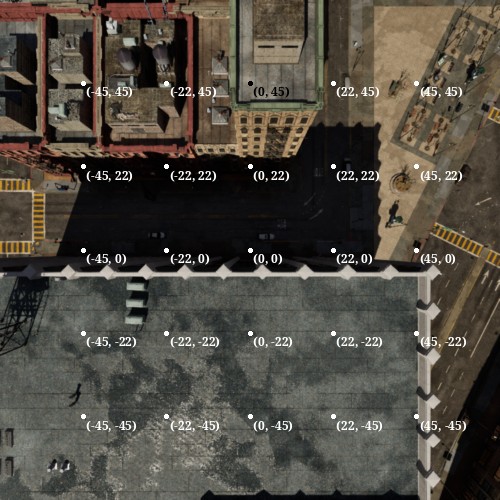 (-45, 45) (-22, 45) (0, 45) (22, 45) (45, 45)
(-45, 22) (-22, 22) (0, 22) (22, 22) (45, 22)
(-45, 0) (-22, 0) (0, 0) (22, 0) (45, 0)
(-45, -22) (-22, -22) (0, -22) (22, -22) (45, -22)
(-45, -45) (-22, -45) (0, -45) (22, -45) (45, -45)